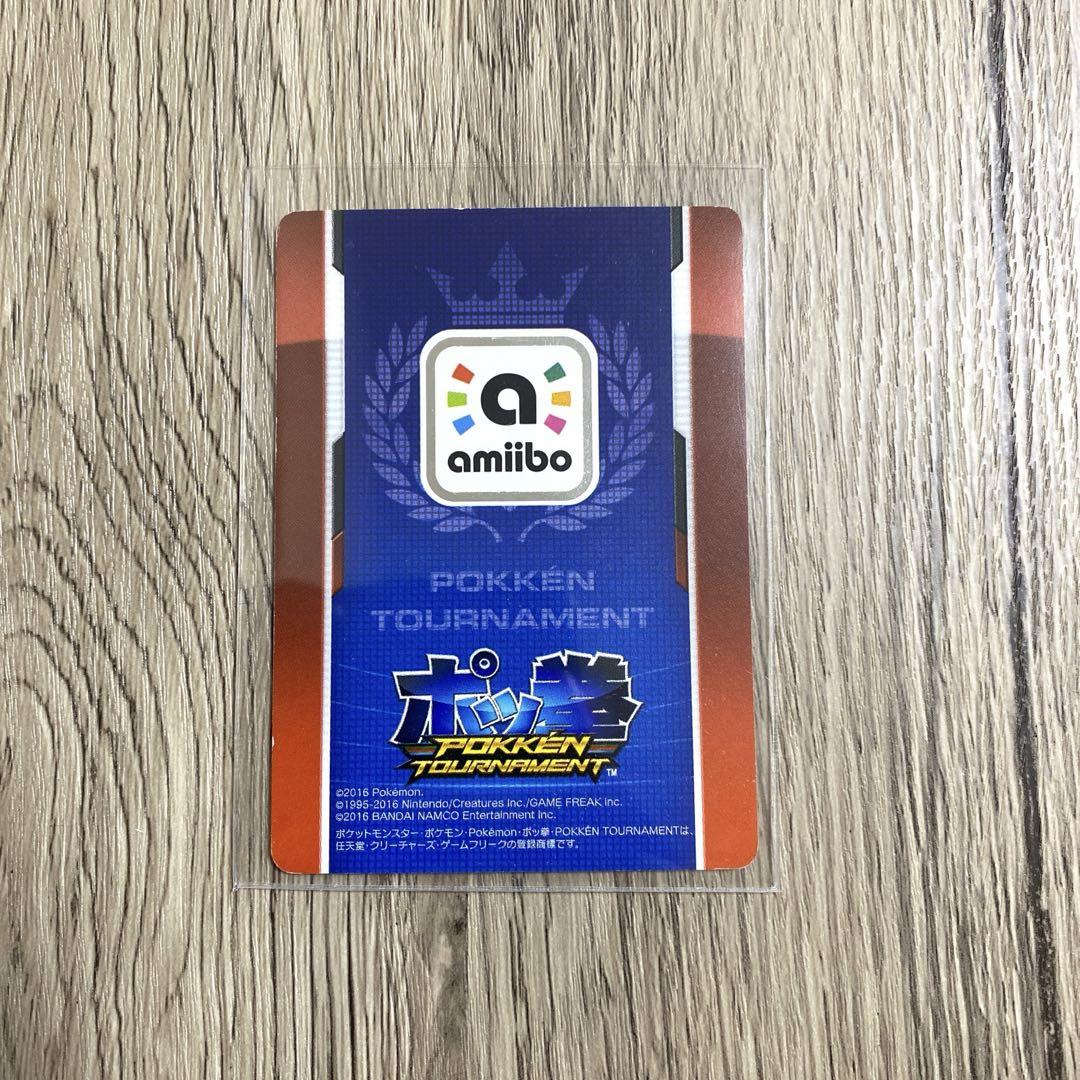 a
amiibo
POKKÉN
TOURNAMENT
ポッ拳
POKKÉN
TOURNAMENT™
©2016 Pokémon.
©1995-2016 Nintendo/Creatures Inc./GAME FREAK inc.
©2016 BANDAI NAMCO Entertainment Inc.
ポケットモンスター・ポケモン・Pokémon・ポッ拳・POKKÉN TOURNAMENTは、
任天堂・クリーチャーズ・ゲームフリークの登録商標です。